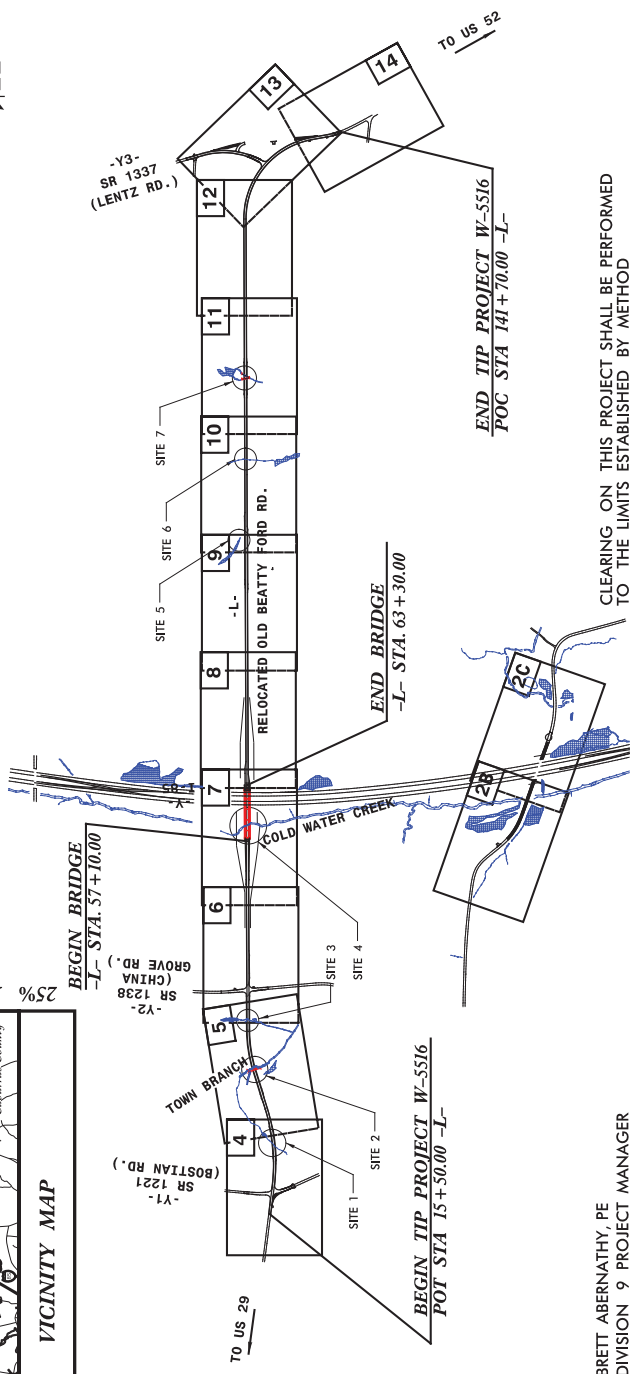 VICINITY MAP
25%
TO US 29
BEGIN TIP PROJECT W-5516
POT STA 15+50.00 -L-
-Y1-
SR 1221
(BOSTIAN RD.)
4
SITE 1
SITE 2
TOWN BRANCH
5
-Y2-
SR 1238
(CHINA
GROVE RD.)
SITE 3
SITE 4
6
BEGIN BRIDGE
-L- STA. 57+10.00
7
COLD WATER CREEK
END BRIDGE
-L- STA. 63+30.00
8
-L-
RELOCATED OLD BEATTY FORD RD.
9
SITE 5
10
SITE 6
11
SITE 7
12
-Y3-
SR 1337
(LENTZ RD.)
13
14
TO US 52
END TIP PROJECT W-5516
POC STA 141+70.00 -L-
2B
2C
CLEARING ON THIS PROJECT SHALL BE PERFORMED
TO THE LIMITS ESTABLISHED BY METHOD
BRETT ABERNATHY, PE
DIVISION 9 PROJECT MANAGER